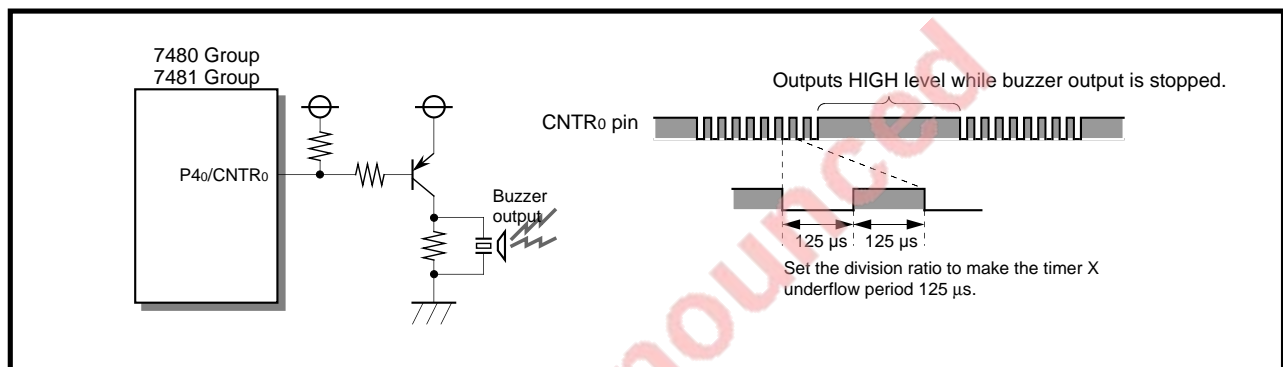 7480 Group
7481 Group
P40/CNTR0
Buzzer
output
Outputs HIGH level while buzzer output is stopped.
CNTR0 pin
125 µs
125 µs
Set the division ratio to make the timer X
underflow period 125 µs.
nounced